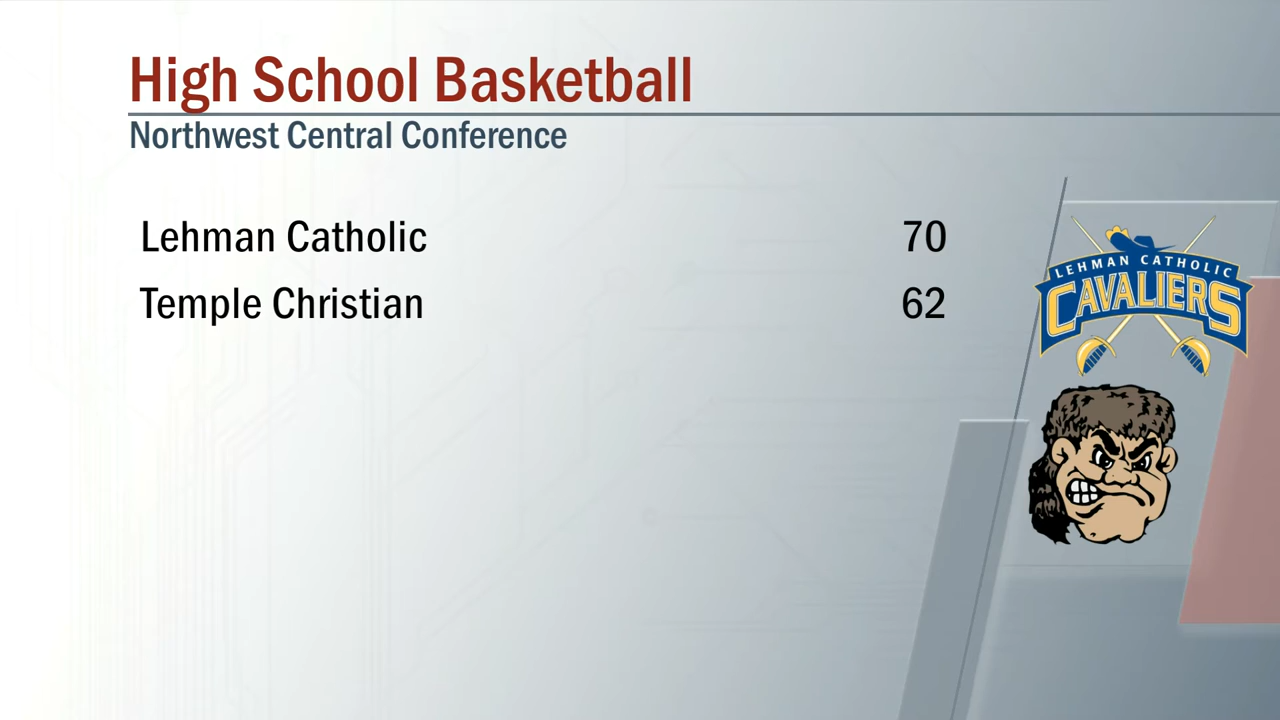 High School Basketball
Northwest Central Conference
Lehman Catholic 70
Temple Christian 62
LEHMAN CATHOLIC
CAVALIERS